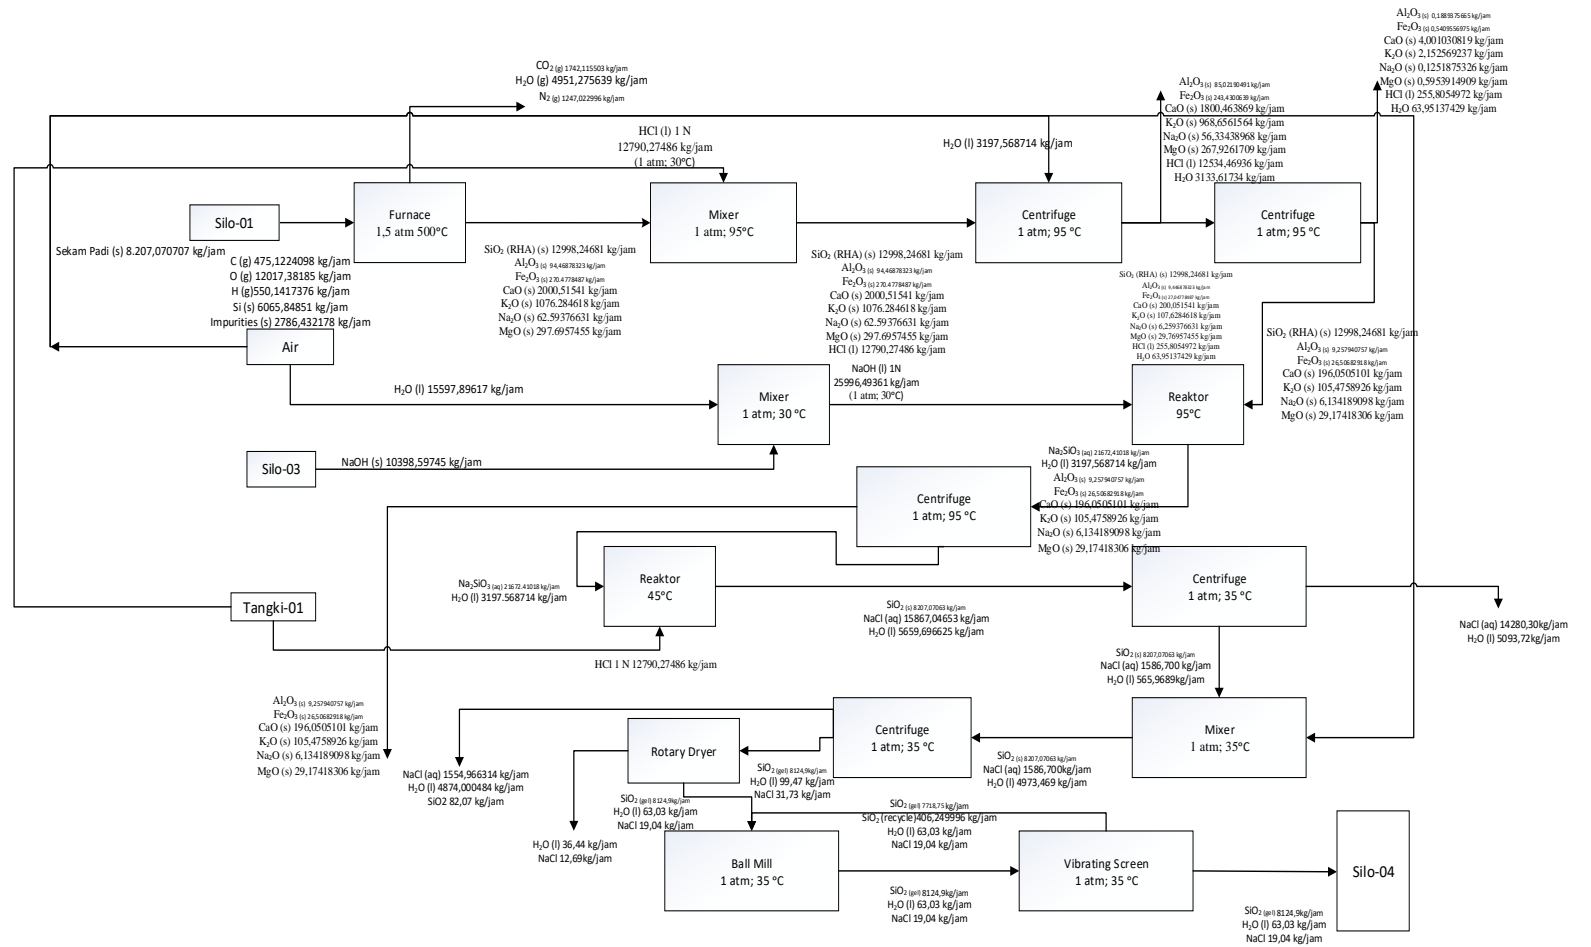 Al₂O₃ (s) 0,1889375665 kg/jam
Fe₂O₃ (s) 0,5409556975 kg/jam
CaO (s) 4,001030819 kg/jam
K₂O (s) 2,152569237 kg/jam
Na₂O (s) 0,1251875326 kg/jam
MgO (s) 0,5953914909 kg/jam
HCl (l) 255,8054972 kg/jam
H₂O 63,95137429 kg/jam
CO₂ (g) 1742,115503 kg/jam
H₂O (g) 4951,275639 kg/jam
N₂ (g) 1247,022996 kg/jam
Al₂O₃ (s) 85,02190491 kg/jam
Fe₂O₃ (s) 243,4300639 kg/jam
CaO (s) 1800,463869 kg/jam
K₂O (s) 968,6561564 kg/jam
Na₂O (s) 56,33438968 kg/jam
MgO (s) 267,9261709 kg/jam
HCl (l) 12534,46936 kg/jam
H₂O 3133,61734 kg/jam
HCl (l) 1 N
12790,27486 kg/jam
(1 atm; 30°C)
H₂O (l) 3197,568714 kg/jam
Silo-01
Furnace
1,5 atm 500°C
Mixer
1 atm; 95°C
Centrifuge
1 atm; 95 °C
Centrifuge
1 atm; 95 °C
Sekam Padi (s) 8.207,070707 kg/jam
C (g) 475,1224098 kg/jam
O (g) 12017,38185 kg/jam
H (g)550,1417376 kg/jam
Si (s) 6065,84851 kg/jam
Impurities (s) 2786,432178 kg/jam
SiO₂ (RHA) (s) 12998,24681 kg/jam
Al₂O₃ (s) 94,46878323 kg/jam
Fe₂O₃ (s) 270.4778487 kg/jam
CaO (s) 2000,51541 kg/jam
K₂O (s) 1076.284618 kg/jam
Na₂O (s) 62.59376631 kg/jam
MgO (s) 297.6957455 kg/jam
SiO₂ (RHA) (s) 12998,24681 kg/jam
Al₂O₃ (s) 94,46878323 kg/jam
Fe₂O₃ (s) 270.4778487 kg/jam
CaO (s) 2000,51541 kg/jam
K₂O (s) 1076.284618 kg/jam
Na₂O (s) 62.59376631 kg/jam
MgO (s) 297.6957455 kg/jam
HCl (l) 12790,27486 kg/jam
SiO₂ (RHA) (s) 12998,24681 kg/jam
Al₂O₃ (s) 9,446878323 kg/jam
Fe₂O₃ (s) 27,04778487 kg/jam
CaO (s) 200,051541 kg/jam
K₂O (s) 107,6284618 kg/jam
Na₂O (s) 6,259376631 kg/jam
MgO (s) 29,76957455 kg/jam
HCl (l) 255,8054972 kg/jam
H₂O 63,95137429 kg/jam
SiO₂ (RHA) (s) 12998,24681 kg/jam
Al₂O₃ (s) 9,257940757 kg/jam
Fe₂O₃ (s) 26,50682918 kg/jam
CaO (s) 196,0505101 kg/jam
K₂O (s) 105,4758926 kg/jam
Na₂O (s) 6,134189098 kg/jam
MgO (s) 29,17418306 kg/jam
Air
H₂O (l) 15597,89617 kg/jam
Mixer
1 atm; 30 °C
NaOH (l) 1N
25996,49361 kg/jam
(1 atm; 30°C)
Reaktor
95°C
Silo-03
NaOH (s) 10398,59745 kg/jam
Na₂SiO₃ (aq) 21672,41018 kg/jam
H₂O (l) 3197,568714 kg/jam
Al₂O₃ (s) 9,257940757 kg/jam
Fe₂O₃ (s) 26,50682918 kg/jam
CaO (s) 196,0505101 kg/jam
K₂O (s) 105,4758926 kg/jam
Na₂O (s) 6,134189098 kg/jam
MgO (s) 29,17418306 kg/jam
Centrifuge
1 atm; 95 °C
Na₂SiO₃ (aq) 21672,41018 kg/jam
H₂O (l) 3197.568714 kg/jam
Reaktor
45°C
Centrifuge
1 atm; 35 °C
Tangki-01
SiO₂ (s) 8207,07063 kg/jam
NaCl (aq) 15867,04653 kg/jam
H₂O (l) 5659,696625 kg/jam
NaCl (aq) 14280,30kg/jam
H₂O (l) 5093,72kg/jam
HCl 1 N 12790,27486 kg/jam
SiO₂ (s) 8207,07063 kg/jam
NaCl (aq) 1586,700 kg/jam
H₂O (l) 565,9689kg/jam
Al₂O₃ (s) 9,257940757 kg/jam
Fe₂O₃ (s) 26,50682918 kg/jam
CaO (s) 196,0505101 kg/jam
K₂O (s) 105,4758926 kg/jam
Na₂O (s) 6,134189098 kg/jam
MgO (s) 29,17418306 kg/jam
Rotary Dryer
Centrifuge
1 atm; 35 °C
Mixer
1 atm; 35°C
NaCl (aq) 1554,966314 kg/jam
H₂O (l) 4874,000484 kg/jam
SiO2 82,07 kg/jam
SiO₂ (gel) 8124,9kg/jam
H₂O (l) 99,47 kg/jam
NaCl 31,73 kg/jam
SiO₂ (s) 8207,07063 kg/jam
NaCl (aq) 1586,700kg/jam
H₂O (l) 4973,469 kg/jam
SiO₂ (gel) 8124,9kg/jam
H₂O (l) 63,03 kg/jam
NaCl 19,04 kg/jam
SiO₂ (gel) 7718,75 kg/jam
SiO₂ (recycle)406,249996 kg/jam
H₂O (l) 63,03 kg/jam
NaCl 19,04 kg/jam
H₂O (l) 36,44 kg/jam
NaCl 12,69kg/jam
Ball Mill
1 atm; 35 °C
Vibrating Screen
1 atm; 35 °C
Silo-04
SiO₂ (gel) 8124,9kg/jam
H₂O (l) 63,03 kg/jam
NaCl 19,04 kg/jam
SiO₂ (gel) 8124,9kg/jam
H₂O (l) 63,03 kg/jam
NaCl 19,04 kg/jam